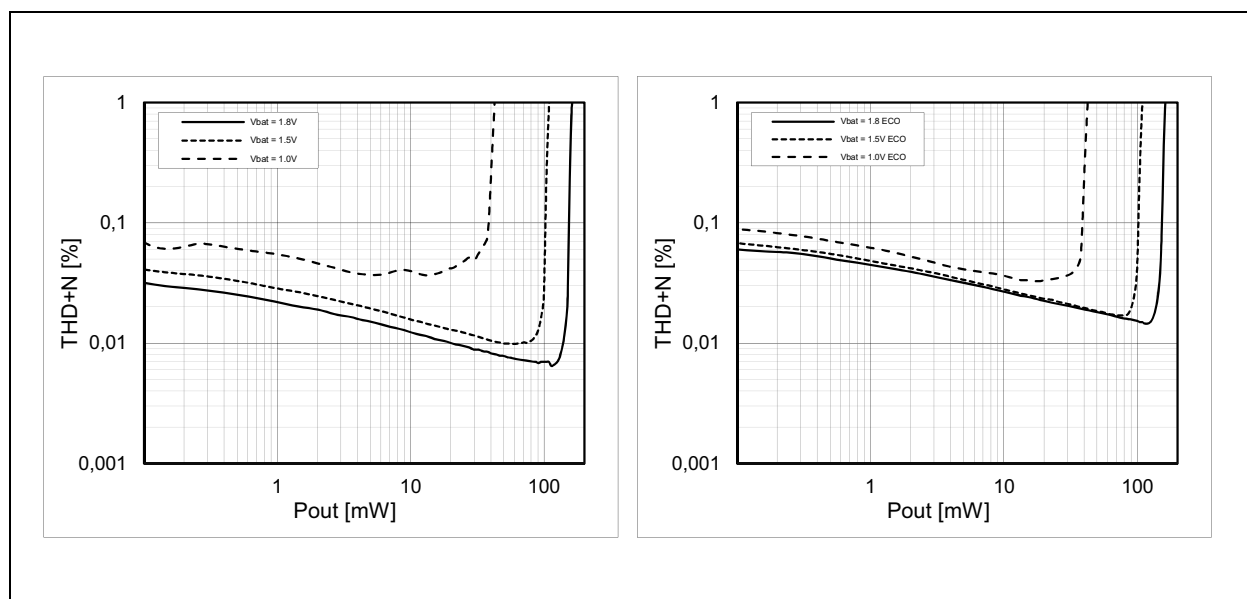 1
Vbat = 1.8V
Vbat = 1.5V
Vbat = 1.0V
0,1
0,01
0,001
THD+N [%]
1 10 100
Pout [mW]
1
Vbat = 1.8 ECO
Vbat = 1.5V ECO
Vbat = 1.0V ECO
0,1
0,01
0,001
THD+N [%]
1 10 100
Pout [mW]